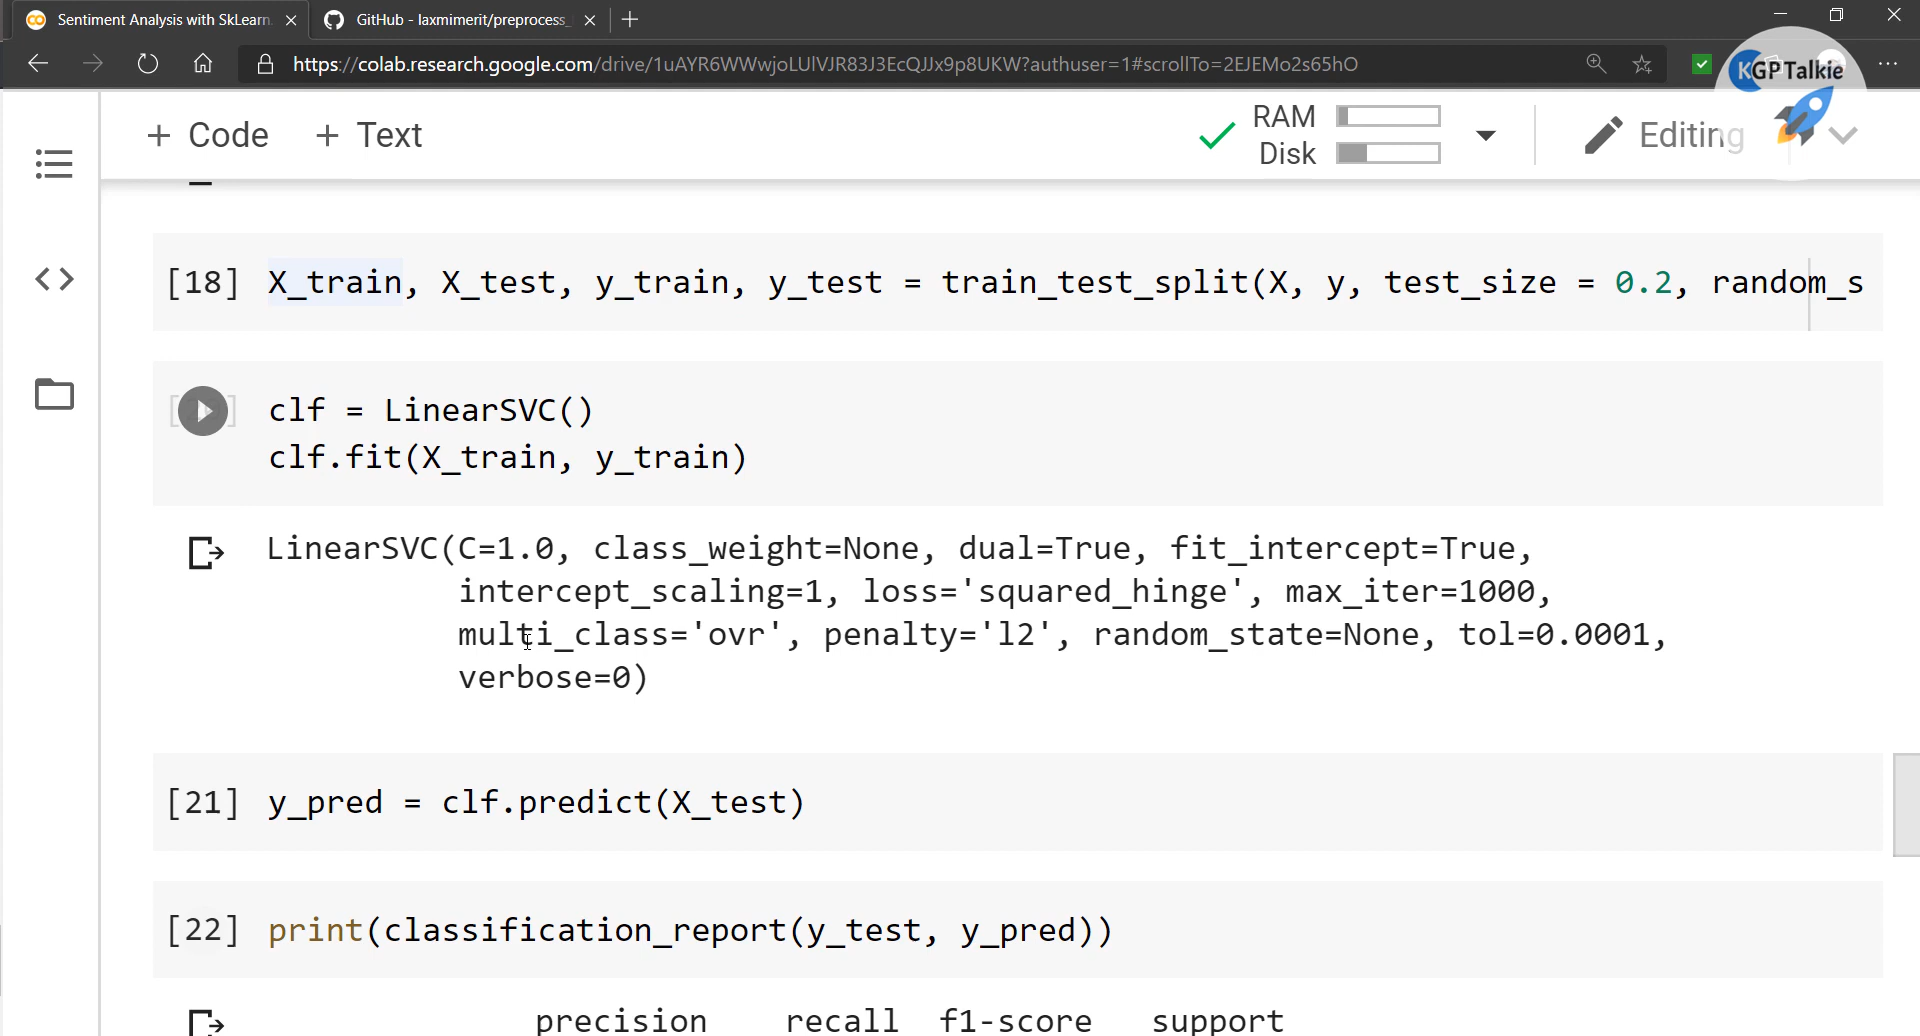 Sentiment Analysis with SkLearn
GitHub - laxmimerit/preprocess_
https://colab.research.google.com/drive/1uAYR6WWwjoLUlVJR83J3EcQJJx9p8UKW?authuser=1#scrollTo=2EJEMo2s65hO
KGPTalkie
+ Code + Text
RAM
Disk
Editing
[18] X_train, X_test, y_train, y_test = train_test_split(X, y, test_size = 0.2, random_s
clf = LinearSVC()
clf.fit(X_train, y_train)
LinearSVC(C=1.0, class_weight=None, dual=True, fit_intercept=True,
intercept_scaling=1, loss='squared_hinge', max_iter=1000,
multi_class='ovr', penalty='l2', random_state=None, tol=0.0001,
verbose=0)
[21] y_pred = clf.predict(X_test)
[22] print(classification_report(y_test, y_pred))
precision recall f1-score support